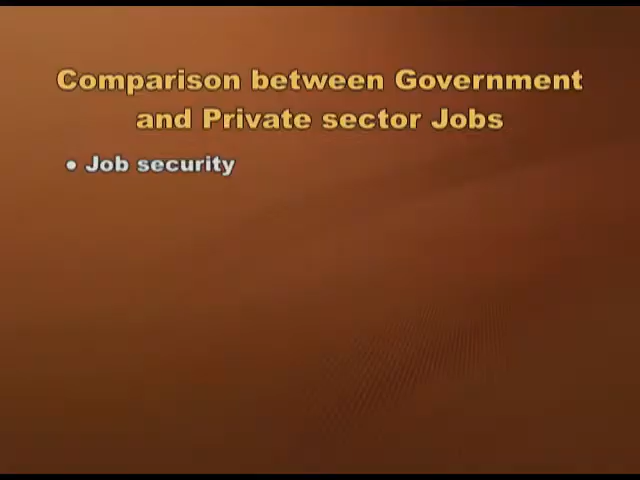 Comparison between Government
and Private sector Jobs
• Job security